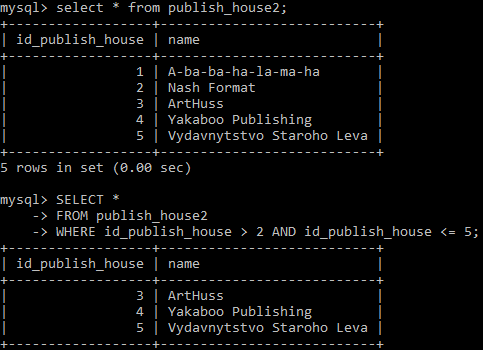 mysql> select * from publish_house2;
+------------------+---------------------------+
| id_publish_house | name                      |
+------------------+---------------------------+
|                1 | A-ba-ba-ha-la-ma-ha       |
|                2 | Nash Format               |
|                3 | ArtHuss                   |
|                4 | Yakaboo Publishing        |
|                5 | Vydavnytstvo Staroho Leva |
+------------------+---------------------------+
5 rows in set (0.00 sec)

mysql> SELECT *
    -> FROM publish_house2
    -> WHERE id_publish_house > 2 AND id_publish_house <= 5;
+------------------+---------------------------+
| id_publish_house | name                      |
+------------------+---------------------------+
|                3 | ArtHuss                   |
|                4 | Yakaboo Publishing        |
|                5 | Vydavnytstvo Staroho Leva |
+------------------+---------------------------+